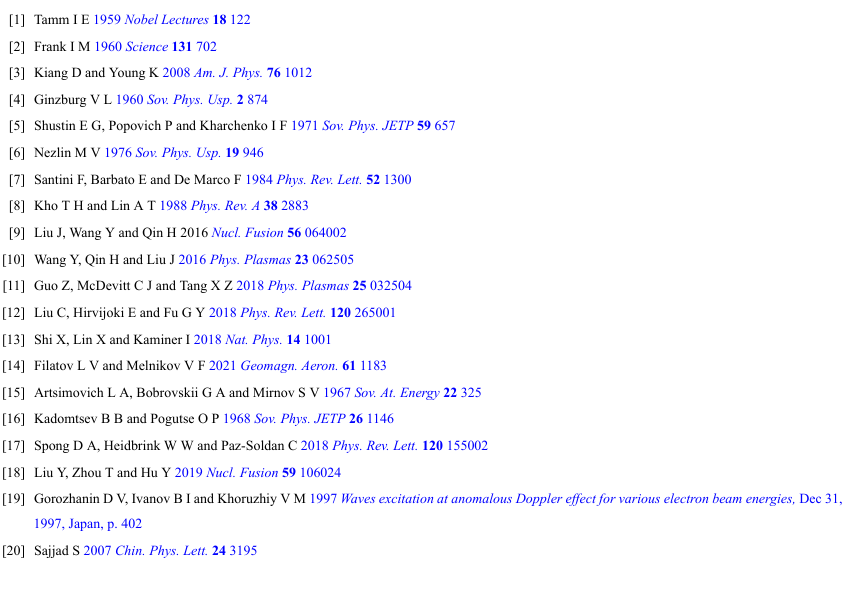 [1] Tamm I E 1959 Nobel Lectures 18 122
[2] Frank I M 1960 Science 131 702
[3] Kiang D and Young K 2008 Am. J. Phys. 76 1012
[4] Ginzburg V L 1960 Sov. Phys. Usp. 2 874
[5] Shustin E G, Popovich P and Kharchenko I F 1971 Sov. Phys. JETP 59 657
[6] Nezlin M V 1976 Sov. Phys. Usp. 19 946
[7] Santini F, Barbato E and De Marco F 1984 Phys. Rev. Lett. 52 1300
[8] Kho T H and Lin A T 1988 Phys. Rev. A 38 2883
[9] Liu J, Wang Y and Qin H 2016 Nucl. Fusion 56 064002
[10] Wang Y, Qin H and Liu J 2016 Phys. Plasmas 23 062505
[11] Guo Z, McDevitt C J and Tang X Z 2018 Phys. Plasmas 25 032504
[12] Liu C, Hirvijoki E and Fu G Y 2018 Phys. Rev. Lett. 120 265001
[13] Shi X, Lin X and Kaminer I 2018 Nat. Phys. 14 1001
[14] Filatov L V and Melnikov V F 2021 Geomagn. Aeron. 61 1183
[15] Artsimovich L A, Bobrovskii G A and Mirnov S V 1967 Sov. At. Energy 22 325
[16] Kadomtsev B B and Pogutse O P 1968 Sov. Phys. JETP 26 1146
[17] Spong D A, Heidbrink W W and Paz-Soldan C 2018 Phys. Rev. Lett. 120 155002
[18] Liu Y, Zhou T and Hu Y 2019 Nucl. Fusion 59 106024
[19] Gorozhanin D V, Ivanov B I and Khoruzhiy V M 1997 Waves excitation at anomalous Doppler effect for various electron beam energies, Dec 31,
1997, Japan, p. 402
[20] Sajjad S 2007 Chin. Phys. Lett. 24 3195